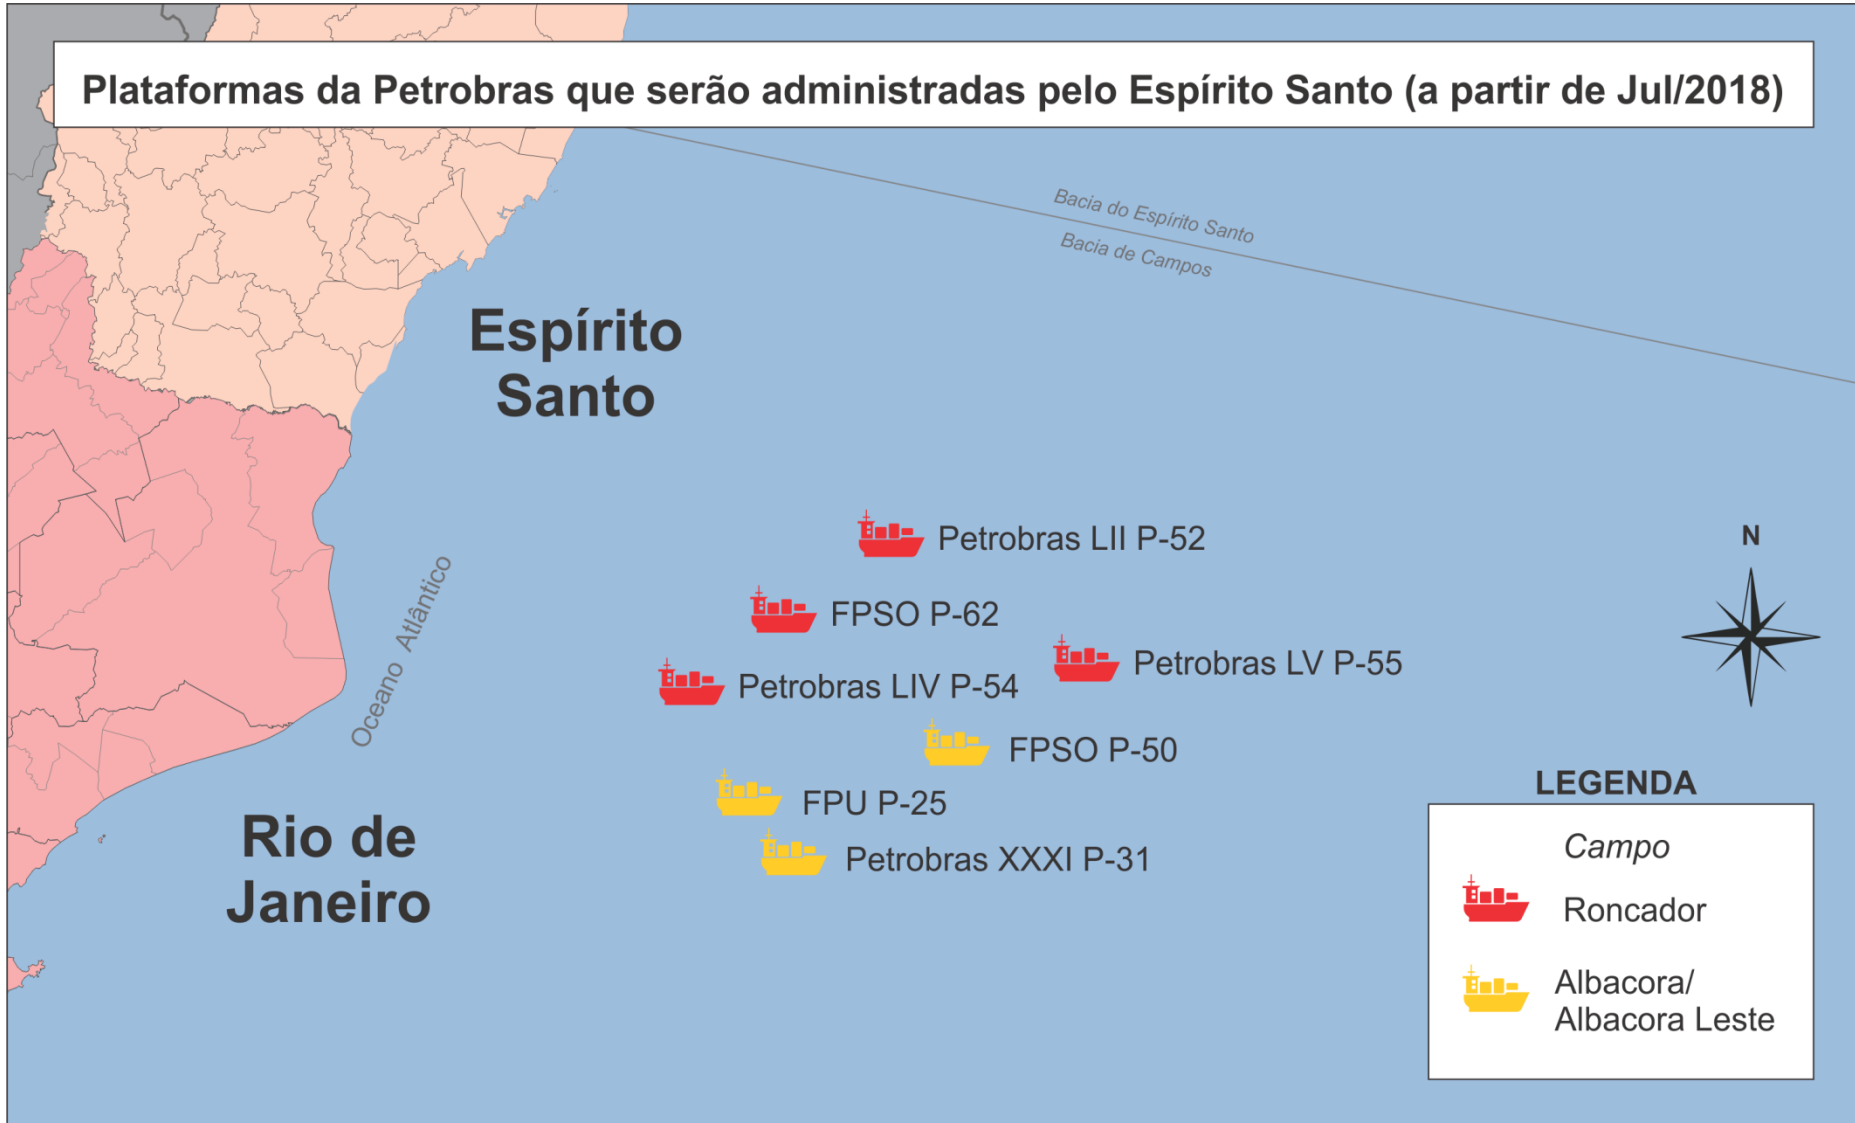 Plataformas da Petrobras que serão administradas pelo Espírito Santo (a partir de Jul/2018)
Bacia do Espírito Santo
Bacia de Campos
Espírito
Santo
Petrobras LII P-52
FPSO P-62
Petrobras LV P-55
Petrobras LIV P-54
FPSO P-50
FPU P-25
Petrobras XXXI P-31
Oceano Atlântico
Rio de
Janeiro
N
LEGENDA
Campo
Roncador
Albacora/
Albacora Leste